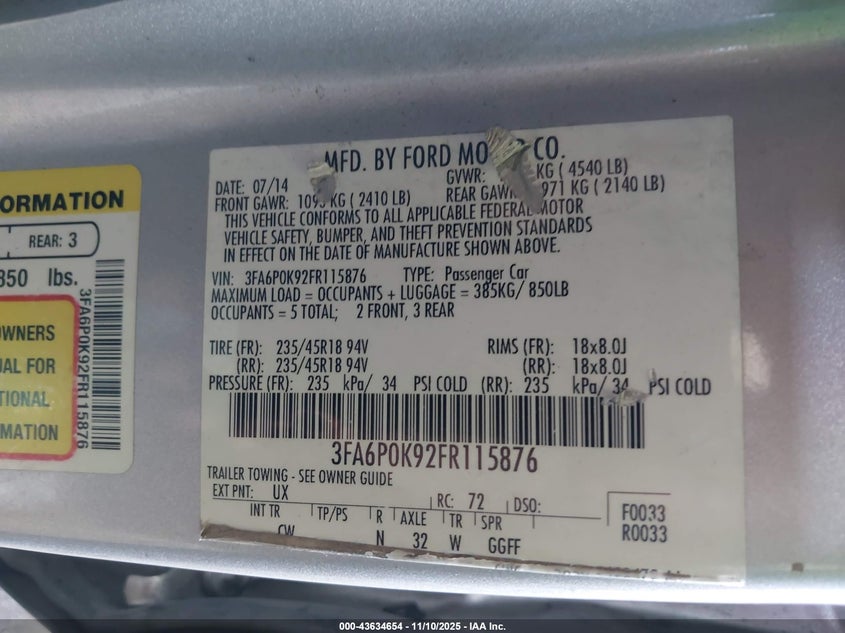 ORMATION
REAR: 3
850 lbs.
OWNERS
UAL FOR
TIONAL
RMATION
3FA6P0K92FR115876
MFD. BY FORD CO.
DATE: 07/14
GVWR: KG ( 4540 LB)
FRONT GAWR: KG ( 2410 LB)
REAR GAWR 971 KG ( 2140 LB)
THIS VEHICLE CONFORMS TO ALL APPLICABLE FEDERAL MOTOR
VEHICLE SAFETY, BUMPER, AND THEFT PREVENTION STANDARDS
IN EFFECT ON THE DATE OF MANUFACTURE SHOWN ABOVE.
VIN: 3FA6P0K92FR115876 TYPE: Passenger Car
MAXIMUM LOAD = OCCUPANTS + LUGGAGE = 385KG/ 850LB
OCCUPANTS = 5 TOTAL; 2 FRONT, 3 REAR
TIRE (FR): 235/45R18 94V RIMS (FR): 18x8.0J
(RR): 235/45R18 94V (RR): 18x8.0J
PRESSURE (FR): 235 kPa/ 34 PSI COLD (RR): 235 kPa/ 34 PSI COLD
3FA6P0K92FR115876
TRAILER TOWING - SEE OWNER GUIDE
EXT PNT: UX RC: 72 DSO:
F0033
R0033
INT TR TP/PS R AXLE TR SPR
CW N 32 W GGFF
000-43634654 - 11/10/2025 - IAA Inc.